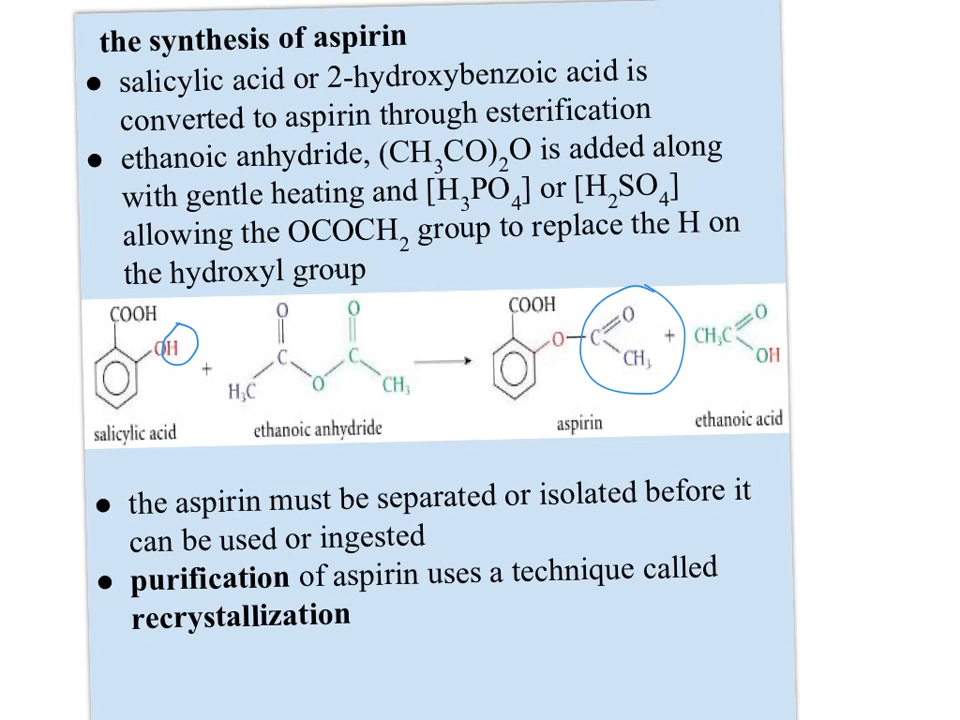 the synthesis of aspirin
● salicylic acid or 2-hydroxybenzoic acid is
converted to aspirin through esterification
● ethanoic anhydride, (CH₃CO)₂O is added along
with gentle heating and [H₃PO₄] or [H₂SO₄]
allowing the OCOCH₂ group to replace the H on
the hydroxyl group
COOH
OH
+
O O
C C
H₃C O CH₃
COOH
O
O–C
CH₃
+
O
CH₃C
OH
salicylic acid
ethanoic anhydride
aspirin
ethanoic acid
● the aspirin must be separated or isolated before it
can be used or ingested
● purification of aspirin uses a technique called
recrystallization